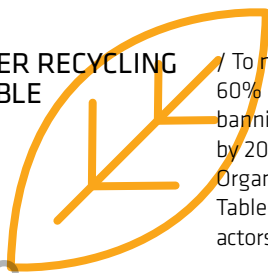 ER RECYCLING
BLE
/ To
60%
banni
by 20
Organ
Table
actors